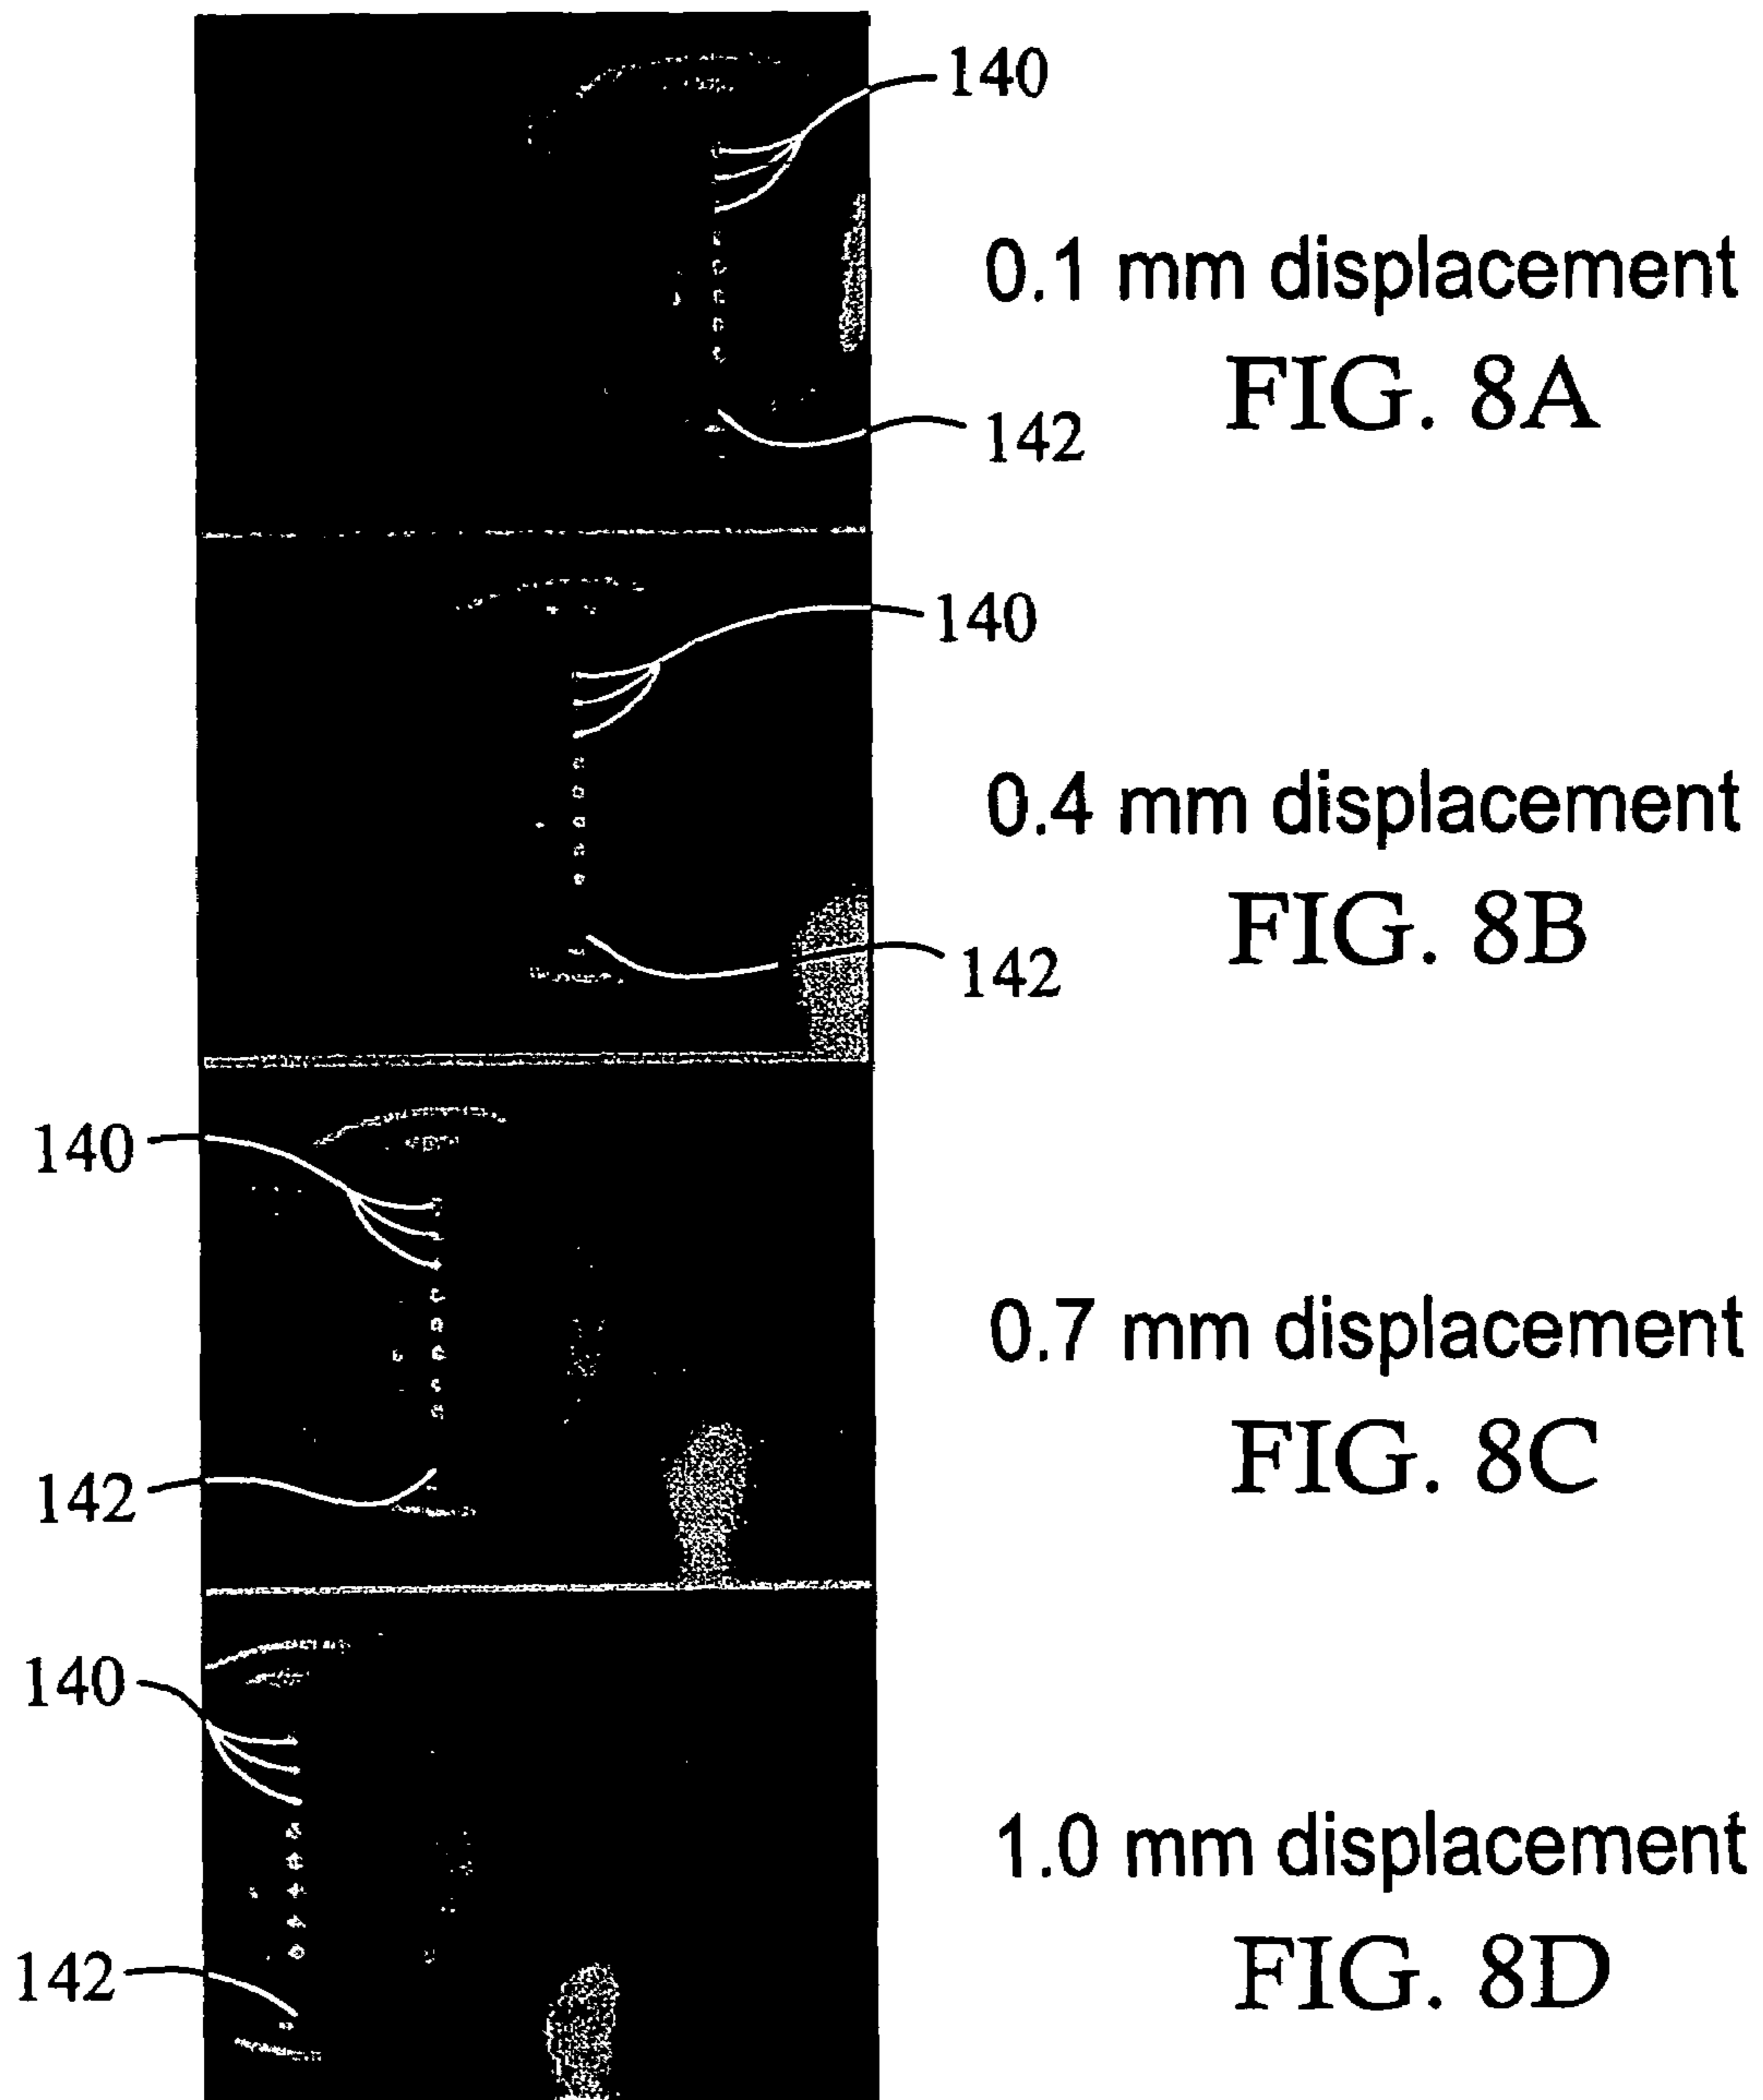 140
0.1 mm displacement
FIG. 8A
142
140
0.4 mm displacement
FIG. 8B
142
140
0.7 mm displacement
FIG. 8C
142
140
1.0 mm displacement
FIG. 8D
142